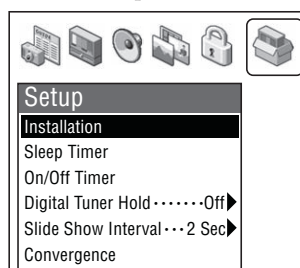 Setup
Installation
Sleep Timer
On/Off Timer
Digital Tuner Hold·······Off
Slide Show Interval···2 Sec
Convergence